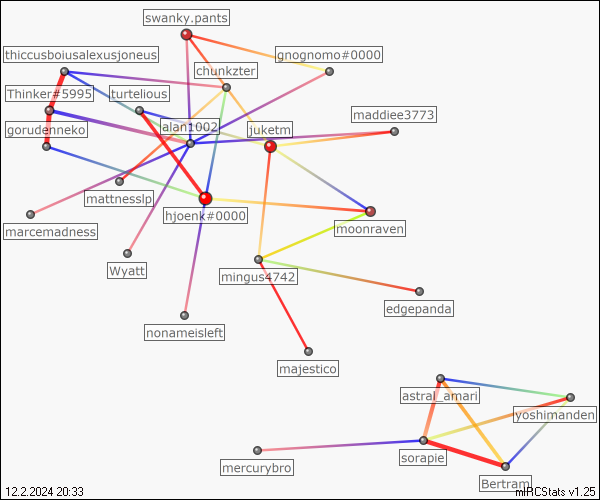 swanky.pants
thiccusboiusalexusjoneus
gnognomo#0000
chunkzter
Thinker#5995
turtelious
maddiee3773
gorudenneko
alan1002
juketm
mattnesslp
hjoenk#0000
marcemadness
moonraven
Wyatt
mingus4742
edgepanda
nonameisleft
majestico
astral_amari
yoshimanden
sorapie
mercurybro
Bertram
12.2.2024 20:33
mIRCStats v1.25